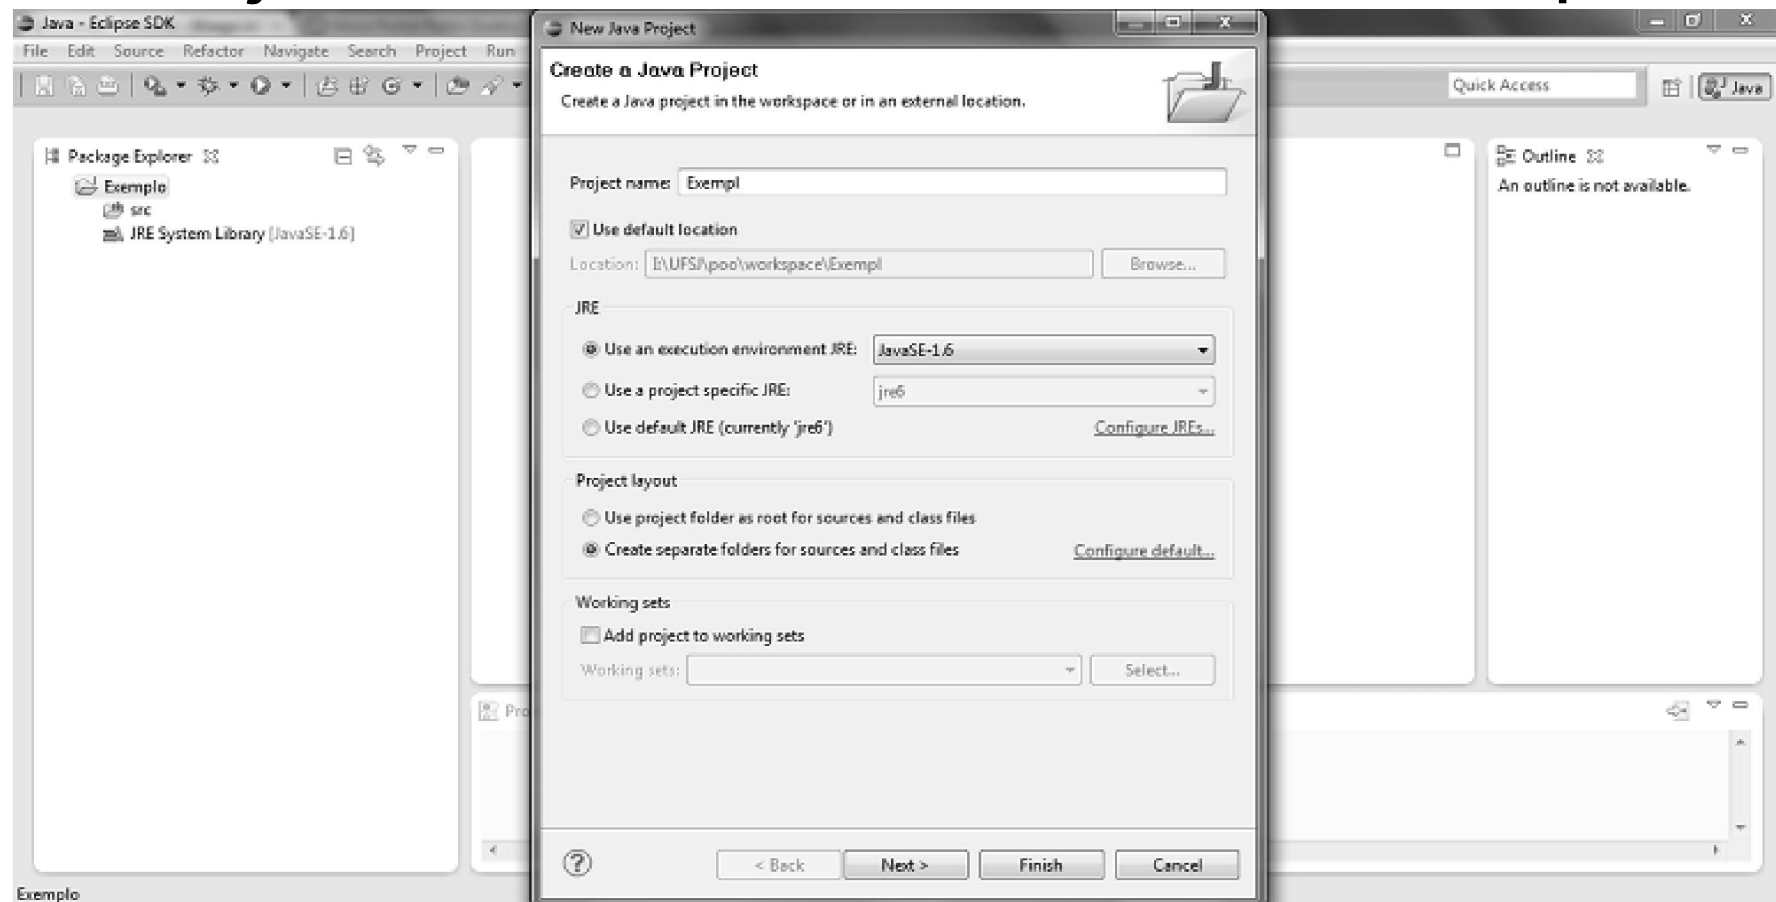 Java - Eclipse SDK
File Edit Source Refactor Navigate Search Project Run
Quick Access
Java
Package Explorer
Exemplo
src
JRE System Library [JavaSE-1.6]
New Java Project
Create a Java Project
Create a Java project in the workspace or in an external location.
Project name: Exempl
Use default location
Location: I:\UFSJ\poo\workspace\Exempl Browse...
JRE
Use an execution environment JRE: JavaSE-1.6
Use a project specific JRE: jre6
Use default JRE (currently 'jre6') Configure JREs...
Project layout
Use project folder as root for sources and class files
Create separate folders for sources and class files Configure default...
Working sets
Add project to working sets
Working sets: Select...
< Back Next > Finish Cancel
Outline
An outline is not available.
Pro
Exemplo